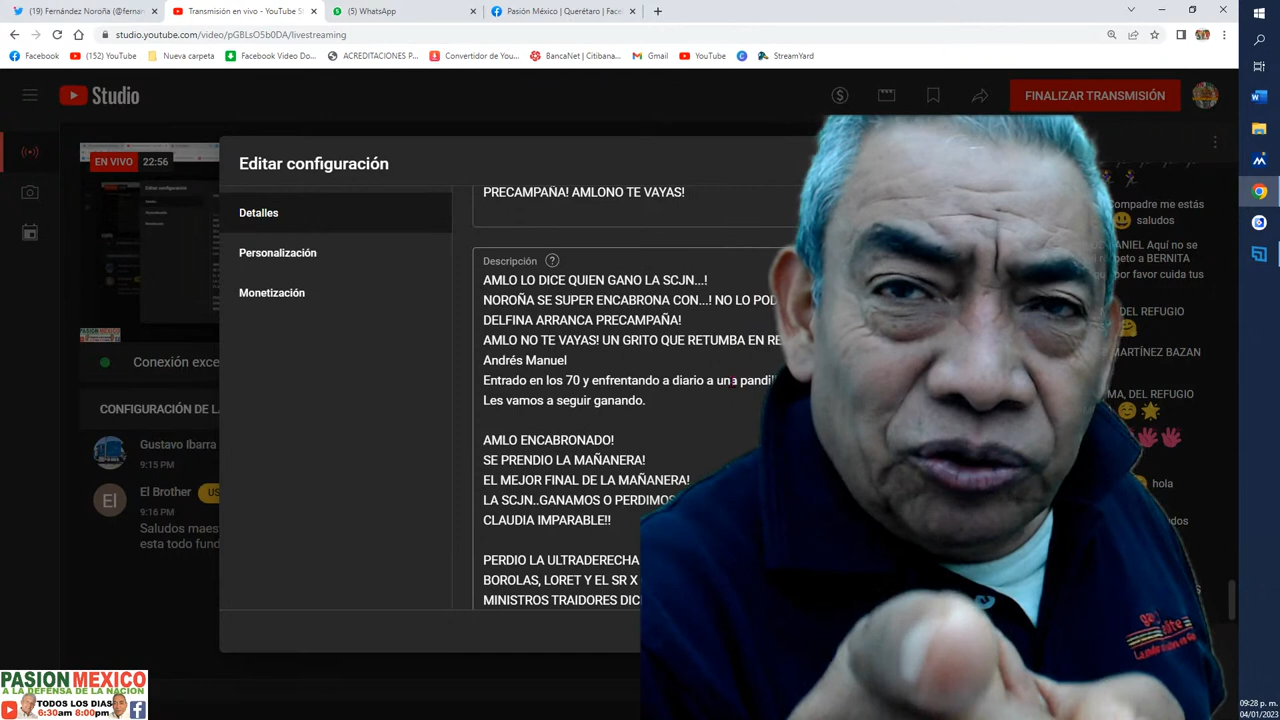 (19) Fernández Noroña (@fernan
Transmisión en vivo - YouTube S
(5) WhatsApp
Pasión México | Querétaro | Fac
studio.youtube.com/video/pGBLsO5b0DA/livestreaming
Facebook
(152) YouTube
Nueva carpeta
Facebook Video Do...
ACREDITACIONES P...
Convertidor de You...
BancaNet | Citibana...
Gmail
YouTube
StreamYard
Studio
FINALIZAR TRANSMISIÓN
EN VIVO 22:56
Editar configuración
Detalles
Personalización
Monetización
PRECAMPAÑA! AMLONO TE VAYAS!
Descripción
AMLO LO DICE QUIEN GANO LA SCJN...!
NOROÑA SE SUPER ENCABRONA CON...! NO LO POD
DELFINA ARRANCA PRECAMPAÑA!
AMLO NO TE VAYAS! UN GRITO QUE RETUMBA EN RE
Andrés Manuel
Entrado en los 70 y enfrentando a diario a una pandil
Les vamos a seguir ganando.
AMLO ENCABRONADO!
SE PRENDIO LA MAÑANERA!
EL MEJOR FINAL DE LA MAÑANERA!
LA SCJN..GANAMOS O PERDIMOS
CLAUDIA IMPARABLE!!
PERDIO LA ULTRADERECHA
BOROLAS, LORET Y EL SR X
MINISTROS TRAIDORES DIC
Conexión exce
CONFIGURACIÓN DE LA
Gustavo Ibarra
9:15 PM
El Brother
9:16 PM
Saludos maes
esta todo fund
Compadre me estás
saludos
DANIEL Aquí no se
respeto a BERNITA
por favor cuida tus
DEL REFUGIO
MARTÍNEZ BAZAN
MA, DEL REFUGIO
hola
PASION MEXICO
A LA DEFENSA DE LA NACION
TODOS LOS DIAS
6:30am 8:00pm
09:28 p. m.
04/01/2023